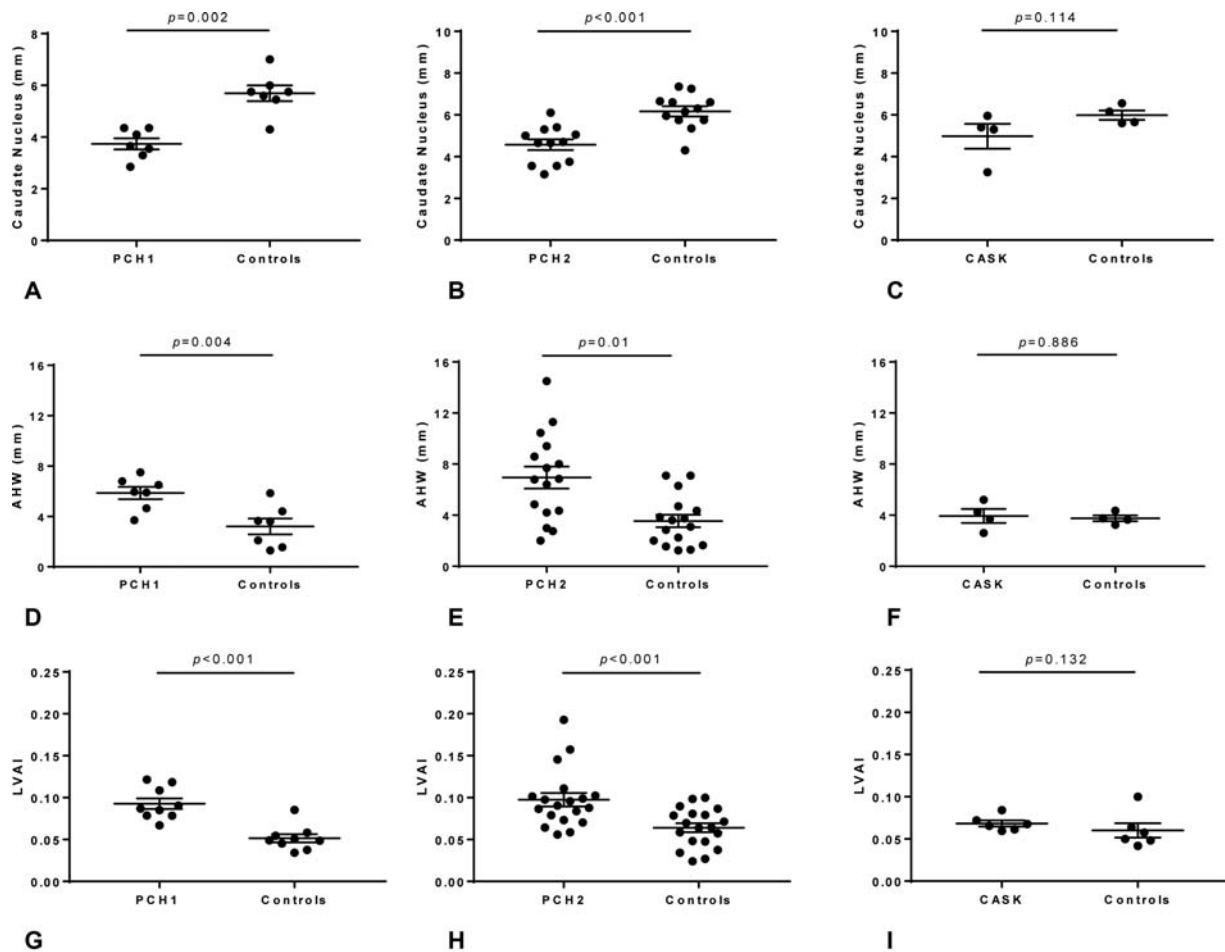 p=0.002
Caudate Nucleus (mm)
8
6
4
2
0
PCH1 Controls
A
p<0.001
Caudate Nucleus (mm)
10
8
6
4
2
0
PCH2 Controls
B
p=0.114
Caudate Nucleus (mm)
10
8
6
4
2
0
CASK Controls
C
p=0.004
AHW (mm)
16
12
8
4
0
PCH1 Controls
D
p=0.01
AHW (mm)
16
12
8
4
0
PCH2 Controls
E
p=0.886
AHW (mm)
16
12
8
4
0
CASK Controls
F
p<0.001
LVAI
0.25
0.20
0.15
0.10
0.05
0.00
PCH1 Controls
G
p<0.001
LVAI
0.25
0.20
0.15
0.10
0.05
0.00
PCH2 Controls
H
p=0.132
LVAI
0.25
0.20
0.15
0.10
0.05
0.00
CASK Controls
I